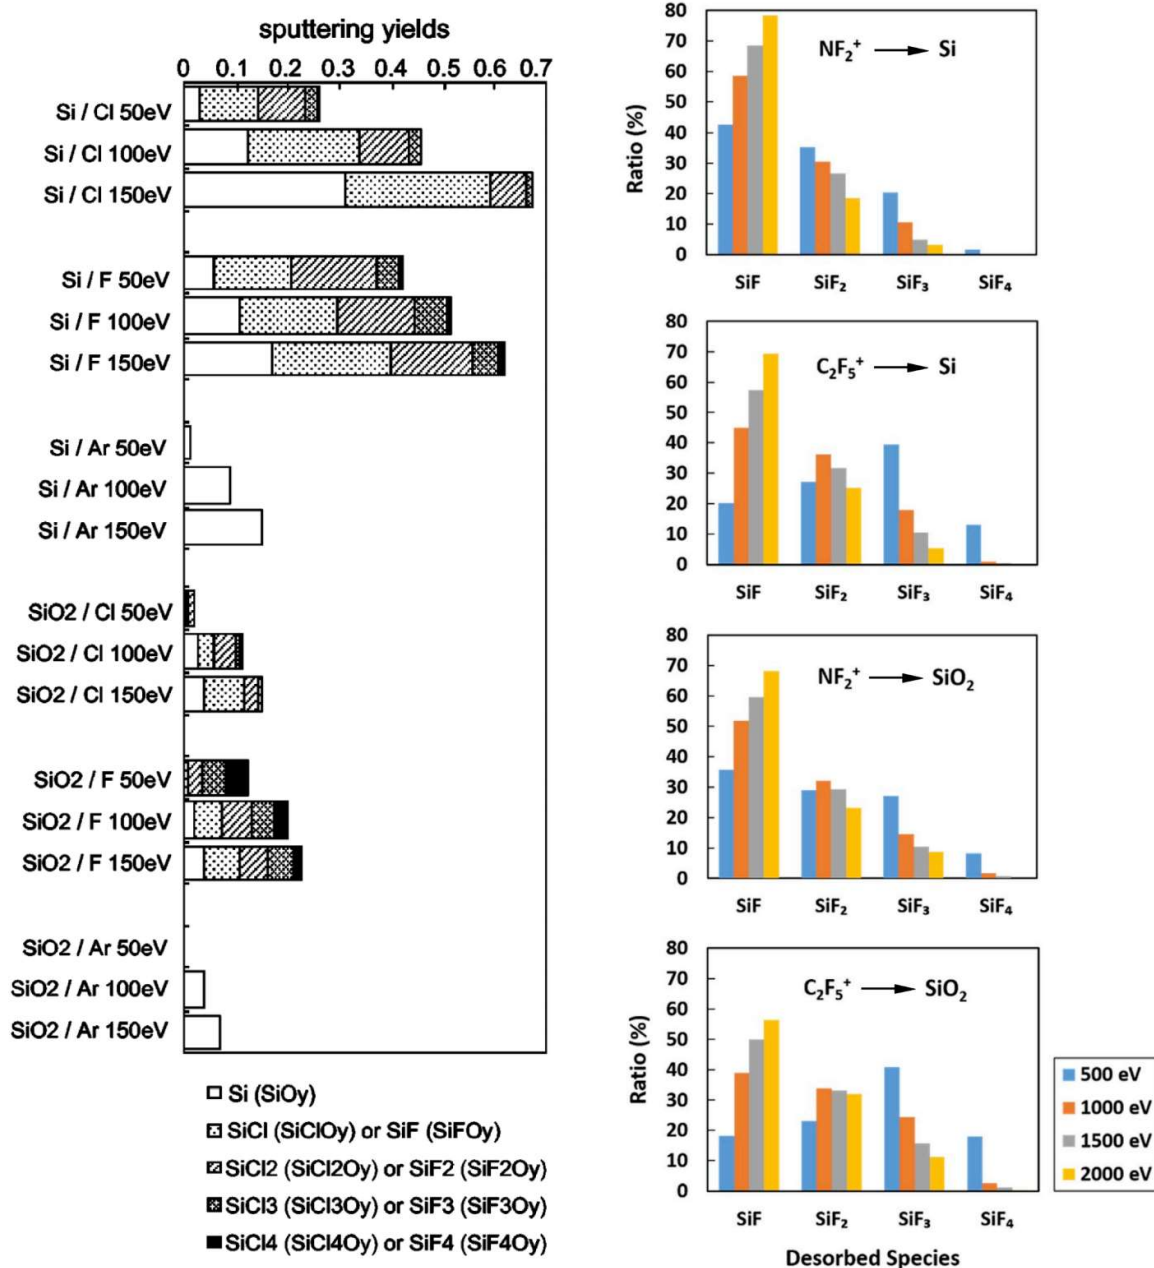 sputtering yields
0 0.1 0.2 0.3 0.4 0.5 0.6 0.7
Si / Cl 50eV
Si / Cl 100eV
Si / Cl 150eV
Si / F 50eV
Si / F 100eV
Si / F 150eV
Si / Ar 50eV
Si / Ar 100eV
Si / Ar 150eV
SiO2 / Cl 50eV
SiO2 / Cl 100eV
SiO2 / Cl 150eV
SiO2 / F 50eV
SiO2 / F 100eV
SiO2 / F 150eV
SiO2 / Ar 50eV
SiO2 / Ar 100eV
SiO2 / Ar 150eV
Si (SiOy)
SiCl (SiClOy) or SiF (SiFOy)
SiCl2 (SiCl2Oy) or SiF2 (SiF2Oy)
SiCl3 (SiCl3Oy) or SiF3 (SiF3Oy)
SiCl4 (SiCl4Oy) or SiF4 (SiF4Oy)
NF₂⁺ → Si
Ratio (%)
80
70
60
50
40
30
20
10
0
SiF SiF₂ SiF₃ SiF₄
C₂F₅⁺ → Si
80
70
60
50
40
30
20
10
0
SiF SiF₂ SiF₃ SiF₄
NF₂⁺ → SiO₂
80
70
60
50
40
30
20
10
0
SiF SiF₂ SiF₃ SiF₄
C₂F₅⁺ → SiO₂
Ratio (%)
80
70
60
50
40
30
20
10
0
SiF SiF₂ SiF₃ SiF₄
Desorbed Species
500 eV
1000 eV
1500 eV
2000 eV